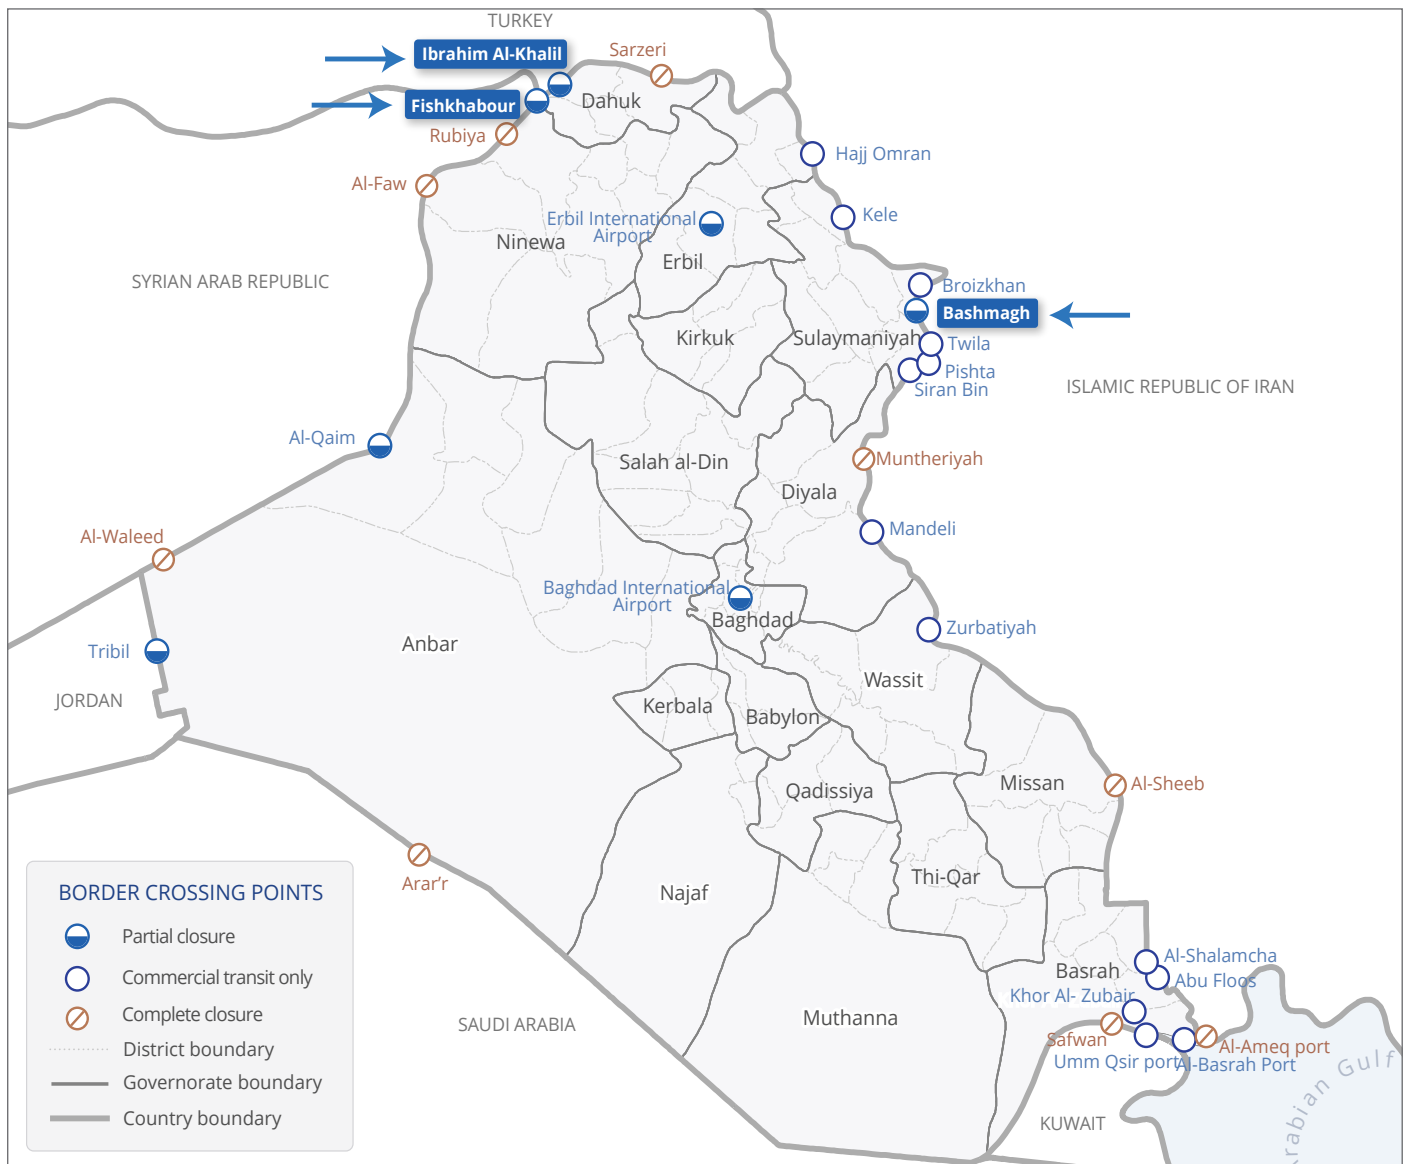 TURKEY
Ibrahim Al-Khalil
Sarzeri
Fishkhabour
Dahuk
Rubiya
Hajj Omran
Al-Faw
Kele
Erbil International
Airport
Ninewa
Erbil
SYRIAN ARAB REPUBLIC
Broizkhan
Bashmagh
Kirkuk
Sulaymaniyah
Twila
Pishta
Siran Bin
ISLAMIC REPUBLIC OF IRAN
Al-Qaim
Salah al-Din
Muntheriyah
Diyala
Mandeli
Al-Waleed
Baghdad International
Airport
Baghdad
Zurbatiyah
Anbar
Tribil
Wassit
JORDAN
Kerbala
Babylon
Missan
Al-Sheeb
Qadissiya
Arar’r
Najaf
Thi-Qar
Al-Shalamcha
Basrah
Abu Floos
Khor Al- Zubair
Muthanna
SAUDI ARABIA
Safwan
Al-Ameq port
Umm Qsir port
Al-Basrah Port
KUWAIT
Arabian Gulf
BORDER CROSSING POINTS
Partial closure
Commercial transit only
Complete closure
District boundary
Governorate boundary
Country boundary